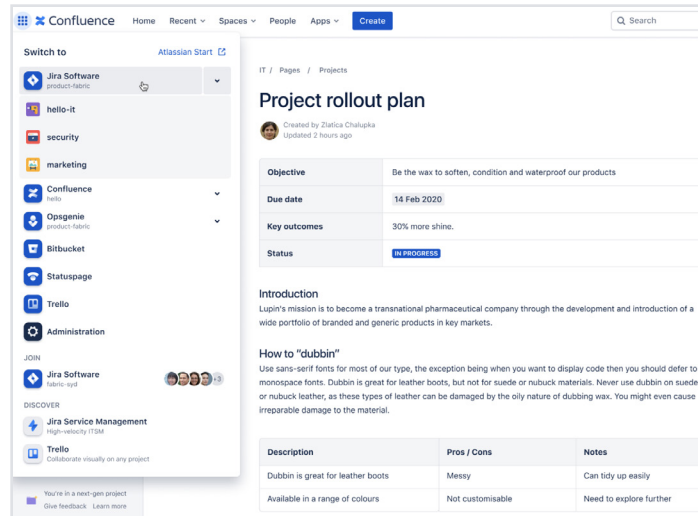 Confluence Home Recent Spaces People Apps Create Search
Switch to Atlassian Start
Jira Software
product-fabric
hello-it
security
marketing
Confluence
hello
Opsgenie
product-fabric
Bitbucket
Statuspage
Trello
Administration
JOIN
Jira Software
fabric-syd
+3
DISCOVER
Jira Service Management
High-velocity ITSM
Trello
Collaborate visually on any project
You're in a next-gen project
Give feedback Learn more
IT / Pages / Projects
Project rollout plan
Created by Zlatica Chalupka
Updated 2 hours ago
Objective Be the wax to soften, condition and waterproof our products
Due date 14 Feb 2020
Key outcomes 30% more shine.
Status IN PROGRESS
Introduction
Lupin's mission is to become a transnational pharmaceutical company through the development and introduction of a
wide portfolio of branded and generic products in key markets.
How to "dubbin"
Use sans-serif fonts for most of our type, the exception being when you want to display code then you should defer to
monospace fonts. Dubbin is great for leather boots, but not for suede or nubuck materials. Never use dubbin on suede
or nubuck leather, as these types of leather can be damaged by the oily nature of dubbing wax. You might even cause
irreparable damage to the material.
Description Pros / Cons Notes
Dubbin is great for leather boots Messy Can tidy up easily
Available in a range of colours Not customisable Need to explore further